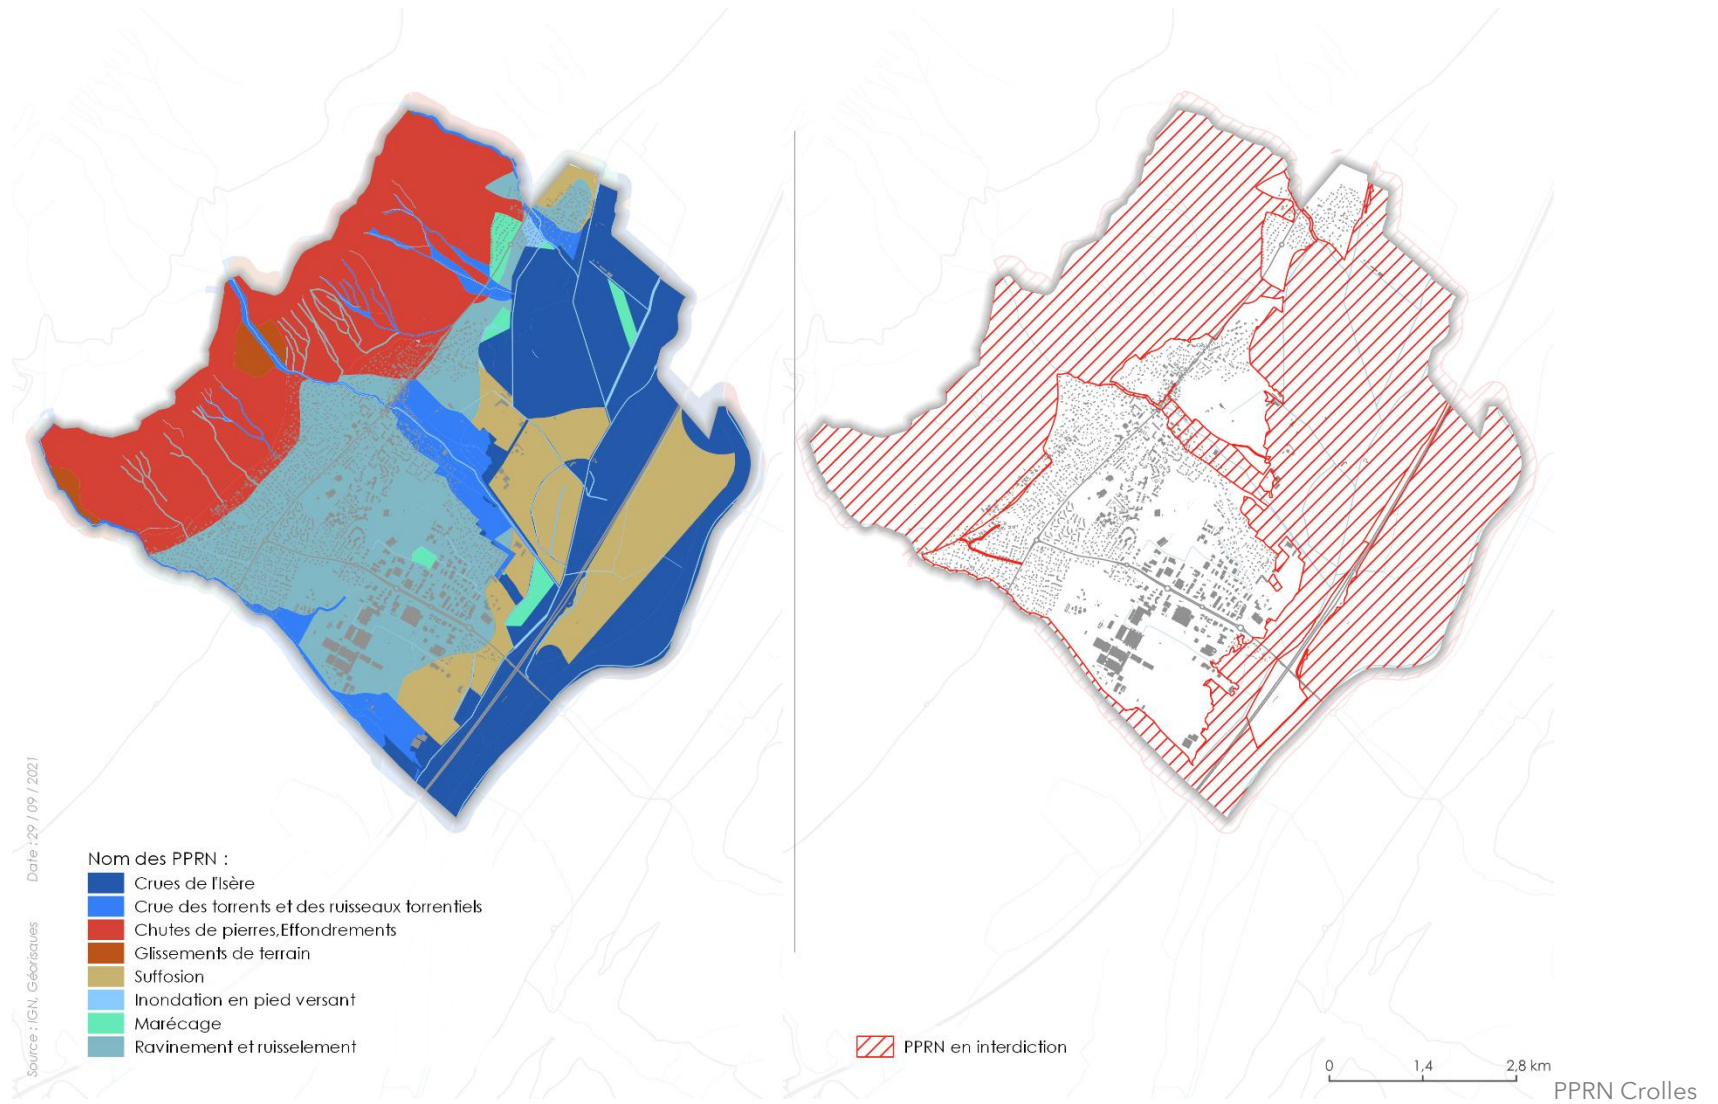 Source : IGN, Géorisques Date : 29 / 09 / 2021
Nom des PPRN :
Crues de l'Isère
Crue des torrents et des ruisseaux torrentiels
Chutes de pierres,Effondrements
Glissements de terrain
Suffosion
Inondation en pied versant
Marécage
Ravinement et ruisselement
PPRN en interdiction
0 1,4 2,8 km
PPRN Crolles